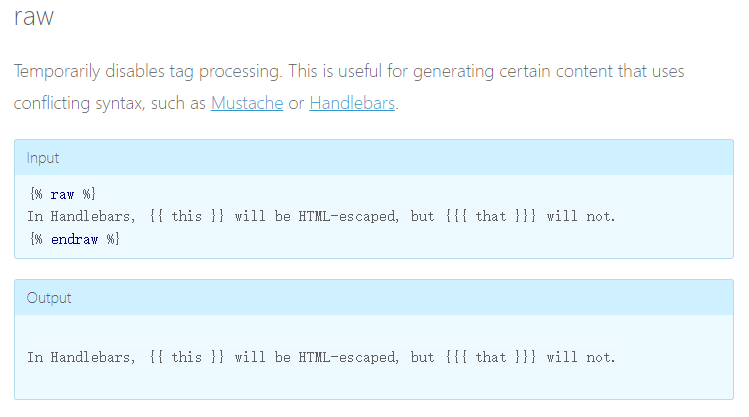 raw
Temporarily disables tag processing. This is useful for generating certain content that uses
conflicting syntax, such as Mustache or Handlebars.
Input
{% raw %}
In Handlebars, {{ this }} will be HTML-escaped, but {{{ that }}} will not.
{% endraw %}
Output
In Handlebars, {{ this }} will be HTML-escaped, but {{{ that }}} will not.